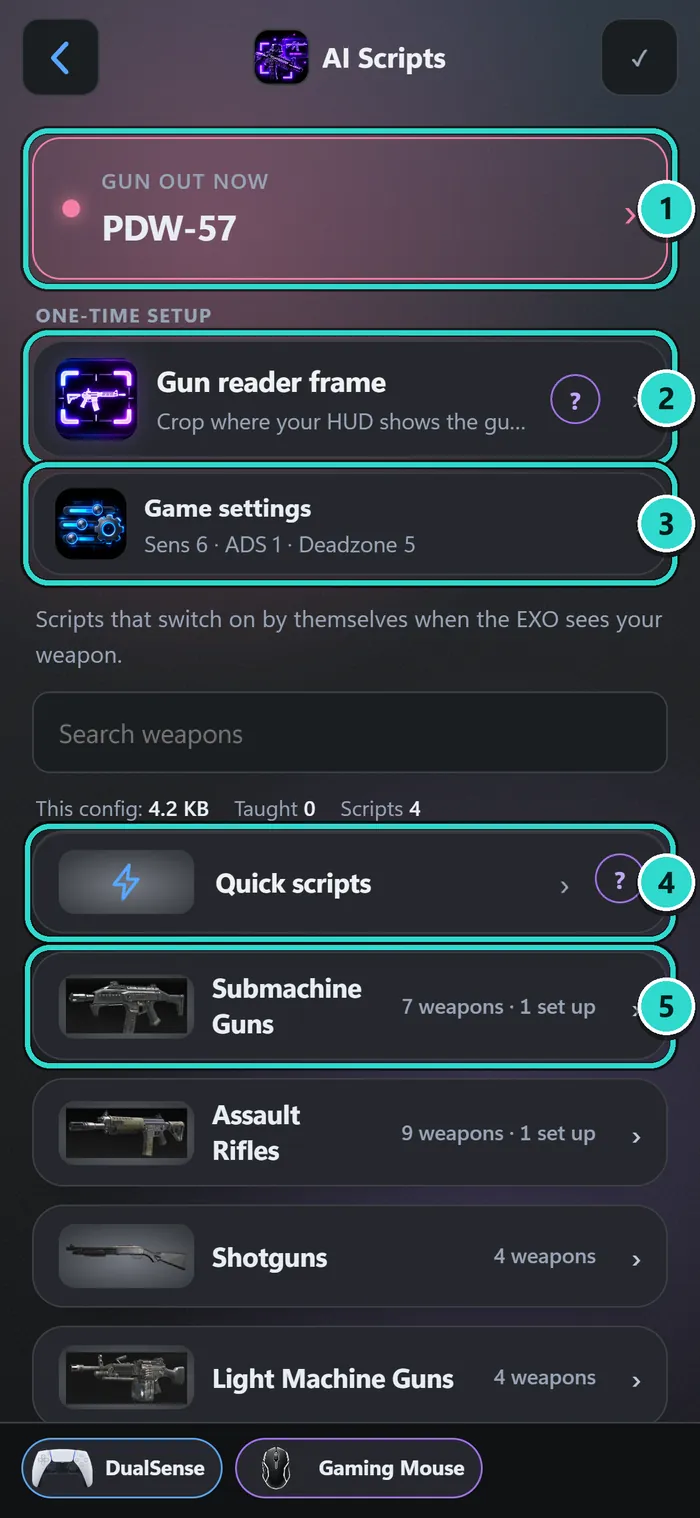 AI Scripts
✓
GUN OUT NOW
PDW-57
1
ONE-TIME SETUP
Gun reader frame
Crop where your HUD shows the gu...
?
2
Game settings
Sens 6 · ADS 1 · Deadzone 5
3
Scripts that switch on by themselves when the EXO sees your
weapon.
Search weapons
This config: 4.2 KB Taught 0 Scripts 4
Quick scripts
?
4
Submachine
Guns
7 weapons · 1 set up
5
Assault
Rifles
9 weapons · 1 set up
Shotguns
4 weapons
Light Machine Guns
4 weapons
DualSense
Gaming Mouse